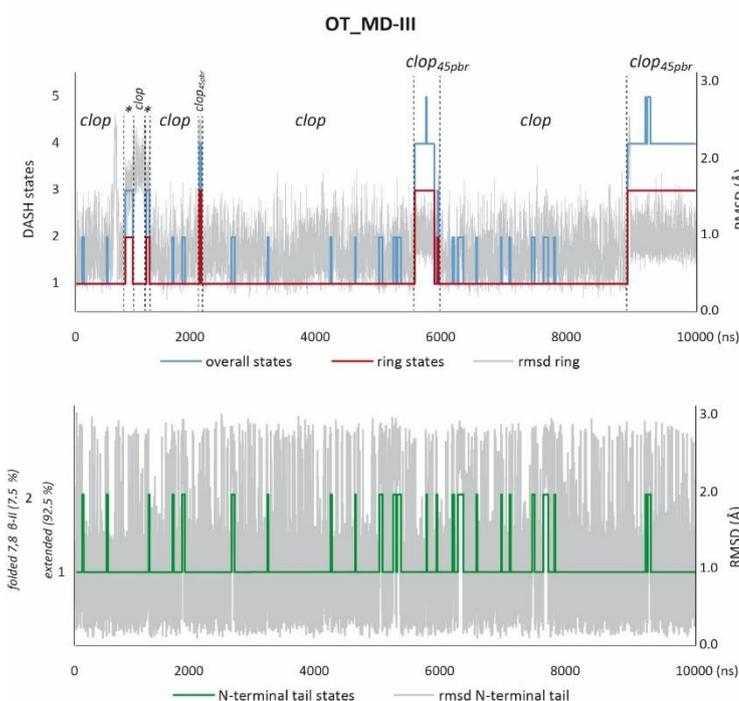 OT_MD-III
clop45pbr
clop45pbr
clop
clop45pbr
* *
clop clop clop clop
5
4
3
2
1
DASH states
3.0
2.0
1.0
0.0
RMSD (Å)
0 2000 4000 6000 8000 10000 (ns)
overall states ring states rmsd ring
folded 7,8 β-II (7.5 %)
extended (92.5 %)
2
1
3.0
2.0
1.0
0.0
RMSD (Å)
0 2000 4000 6000 8000 10000 (ns)
N-terminal tail states rmsd N-terminal tail